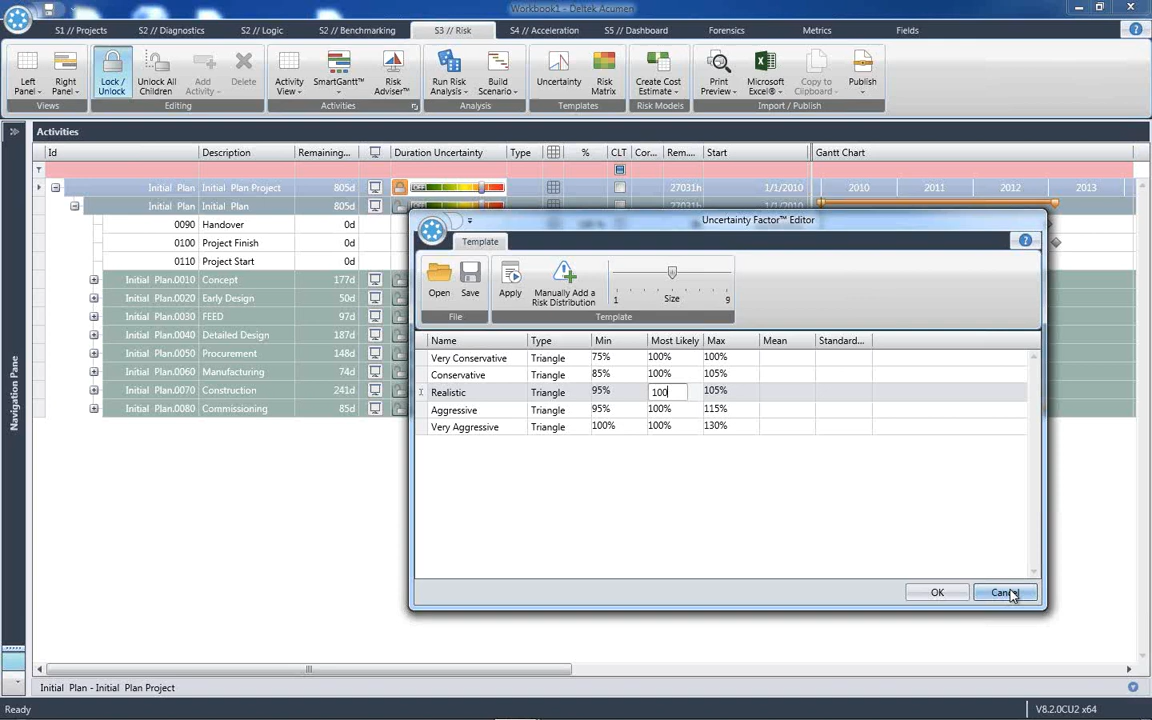 Workbook1 - Deltek Acumen
S1 // Projects
S2 // Diagnostics
S2 // Logic
S2 // Benchmarking
S3 // Risk
S4 // Acceleration
S5 // Dashboard
Forensics
Metrics
Fields
Left Panel
Right Panel
Lock / Unlock
Unlock All Children
Add Activity
Delete
Activity View
SmartGantt™
Risk Adviser™
Run Risk Analysis
Build Scenario
Uncertainty
Risk Matrix
Create Cost Estimate
Print Preview
Microsoft Excel®
Copy to Clipboard
Publish
Views
Editing
Activities
Analysis
Templates
Risk Models
Import / Publish
Activities
Id Description Remaining... Duration Uncertainty Type % CLT Cor... Rem... Start Gantt Chart
Initial Plan Initial Plan Project 805d OFF 27031h 1/1/2010 2010 2011 2012 2013
Initial Plan Initial Plan 805d 27031h 1/1/2010
0090 Handover 0d
0100 Project Finish 0d
0110 Project Start 0d
Initial Plan.0010 Concept 177d
Initial Plan.0020 Early Design 50d
Initial Plan.0030 FEED 97d
Initial Plan.0040 Detailed Design 187d
Initial Plan.0050 Procurement 148d
Initial Plan.0060 Manufacturing 74d
Initial Plan.0070 Construction 241d
Initial Plan.0080 Commissioning 85d
Uncertainty Factor™ Editor
Template
Open
Save
Apply
Manually Add a Risk Distribution
1
Size
9
File
Template
Name Type Min Most Likely Max Mean Standard...
Very Conservative Triangle 75% 100% 100%
Conservative Triangle 85% 100% 105%
Realistic Triangle 95% 100 105%
Aggressive Triangle 95% 100% 115%
Very Aggressive Triangle 100% 100% 130%
OK
Cancel
Navigation Pane
Initial Plan - Initial Plan Project
Ready
V8.2.0CU2 x64